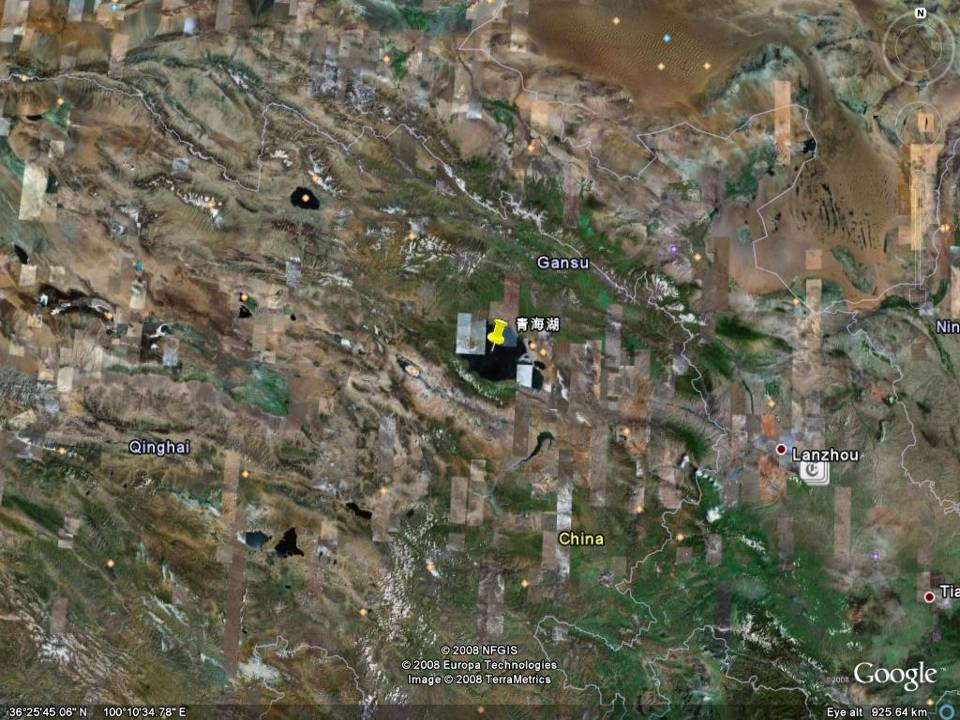 N
Gansu
青海湖
Nin
Qinghai
Lanzhou
China
Tia
© 2008 NFGIS
© 2008 Europa Technologies
Image © 2008 TerraMetrics
©2008 Google
36°25'45.06" N 100°10'34.78" E
Eye alt 925.64 km